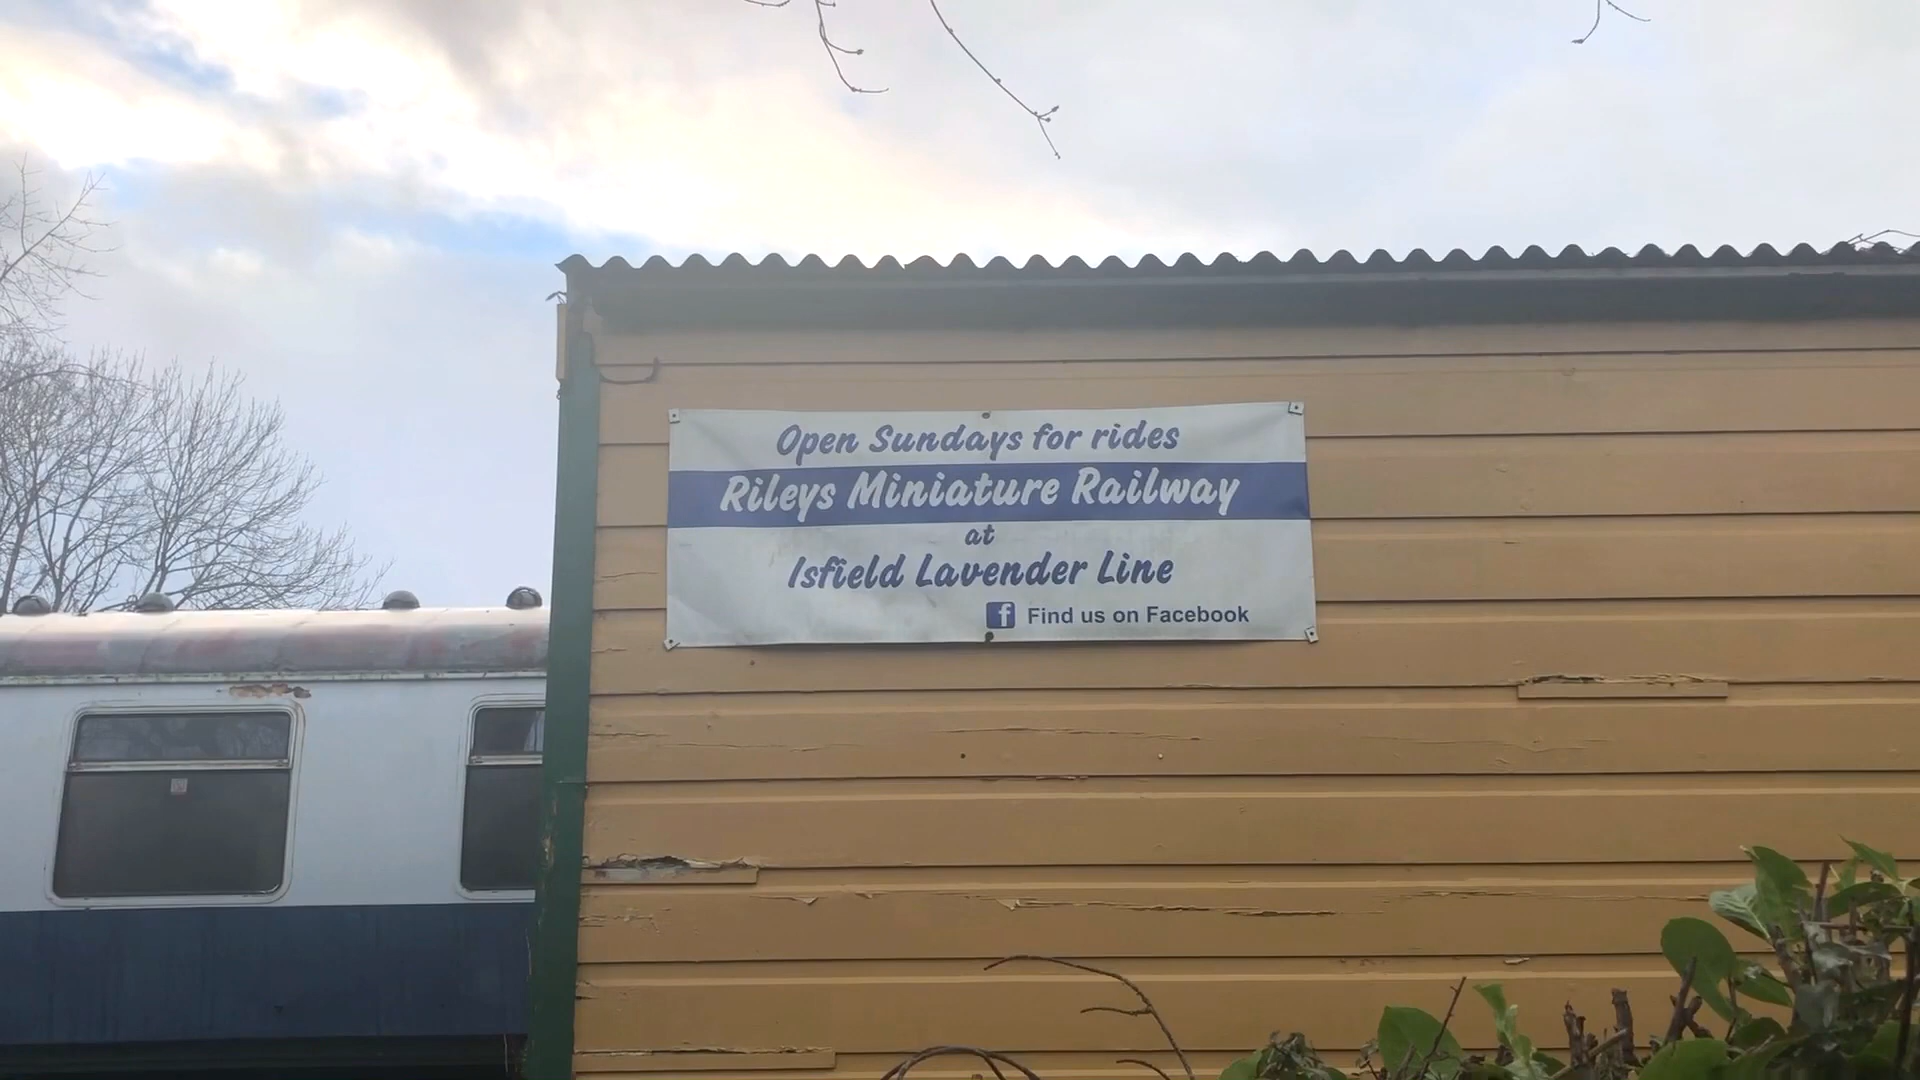 Open Sundays for rides
Rileys Miniature Railway
at
Isfield Lavender Line
f Find us on Facebook